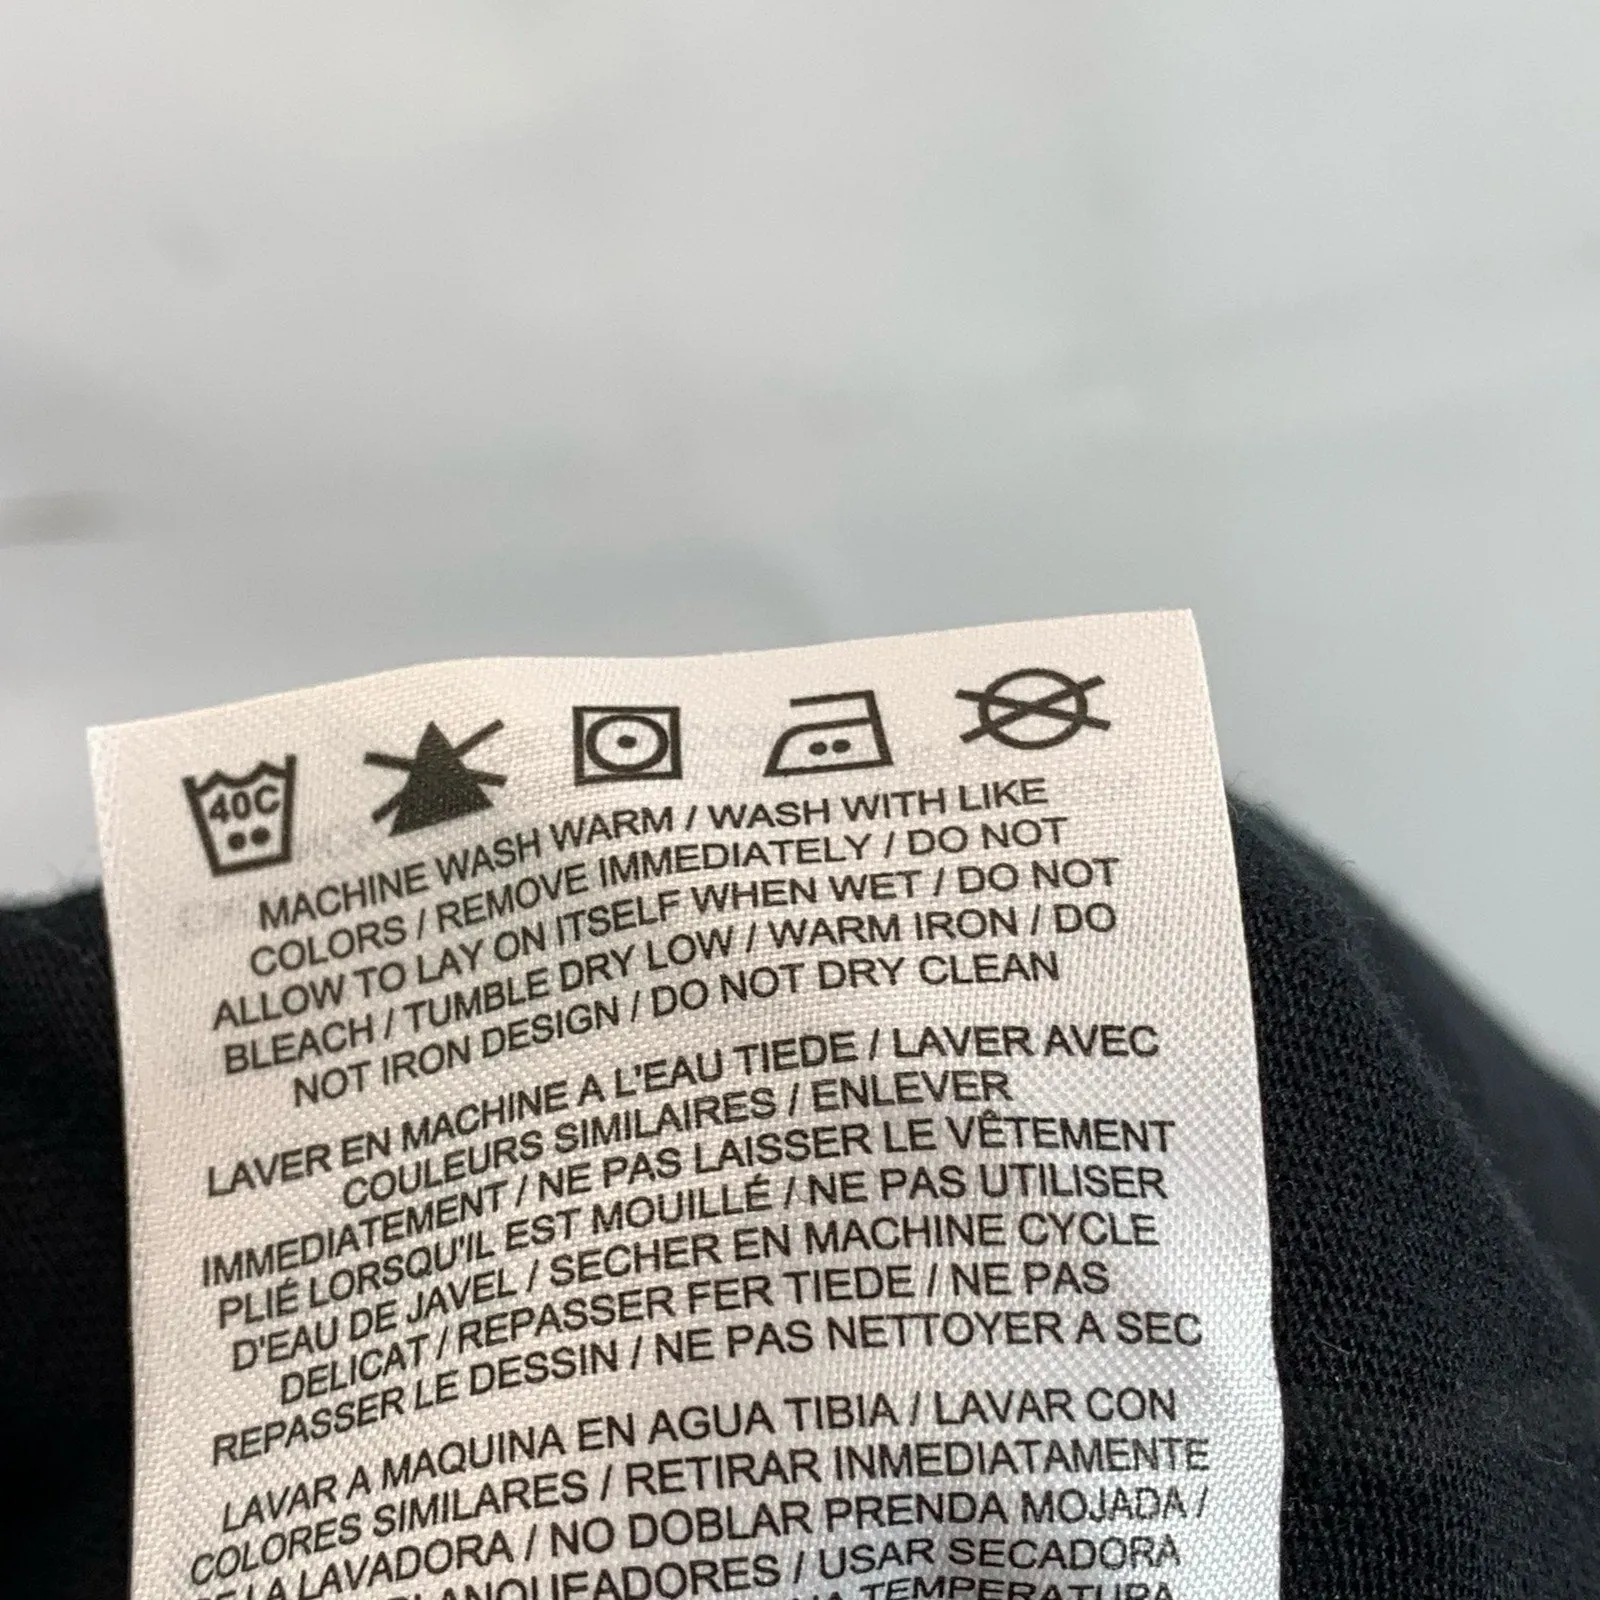 40C
MACHINE WASH WARM / WASH WITH LIKE
COLORS / REMOVE IMMEDIATELY / DO NOT
ALLOW TO LAY ON ITSELF WHEN WET / DO NOT
BLEACH / TUMBLE DRY LOW / WARM IRON / DO
NOT IRON DESIGN / DO NOT DRY CLEAN
LAVER EN MACHINE A L'EAU TIEDE / LAVER AVEC
COULEURS SIMILAIRES / ENLEVER
IMMEDIATEMENT / NE PAS LAISSER LE VÊTEMENT
PLIÉ LORSQU'IL EST MOUILLÉ / NE PAS UTILISER
D'EAU DE JAVEL / SECHER EN MACHINE CYCLE
DELICAT / REPASSER FER TIEDE / NE PAS
REPASSER LE DESSIN / NE PAS NETTOYER A SEC
LAVAR A MAQUINA EN AGUA TIBIA / LAVAR CON
COLORES SIMILARES / RETIRAR INMEDIATAMENTE
LA LAVADORA / NO DOBLAR PRENDA MOJADA /
BLANQUEADORES / USAR SECADORA
TEMPERATURA